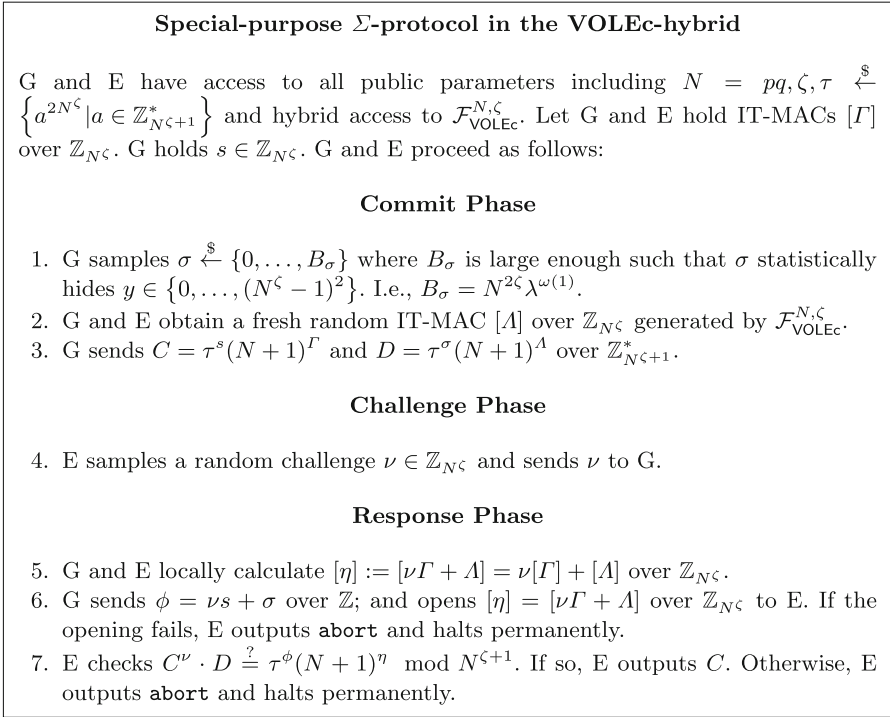 Special-purpose Σ-protocol in the VOLEc-hybrid
G and E have access to all public parameters including N = pq, ζ, τ $←
{a^{2N^ζ} | a ∈ ℤ*_{N^{ζ+1}}} and hybrid access to ℱ^{N,ζ}_{VOLEc}. Let G and E hold IT-MACs [Γ]
over ℤ_{N^ζ}. G holds s ∈ ℤ_{N^ζ}. G and E proceed as follows:
Commit Phase
1. G samples σ $← {0, . . . , B_σ} where B_σ is large enough such that σ statistically
hides y ∈ {0, . . . , (N^ζ − 1)^2}. I.e., B_σ = N^{2ζ}λ^{ω(1)}.
2. G and E obtain a fresh random IT-MAC [Λ] over ℤ_{N^ζ} generated by ℱ^{N,ζ}_{VOLEc}.
3. G sends C = τ^s(N + 1)^Γ and D = τ^σ(N + 1)^Λ over ℤ*_{N^{ζ+1}}.
Challenge Phase
4. E samples a random challenge ν ∈ ℤ_{N^ζ} and sends ν to G.
Response Phase
5. G and E locally calculate [η] := [νΓ + Λ] = ν[Γ] + [Λ] over ℤ_{N^ζ}.
6. G sends ϕ = νs + σ over ℤ; and opens [η] = [νΓ + Λ] over ℤ_{N^ζ} to E. If the
opening fails, E outputs abort and halts permanently.
7. E checks C^ν · D ≟ τ^ϕ(N + 1)^η mod N^{ζ+1}. If so, E outputs C. Otherwise, E
outputs abort and halts permanently.